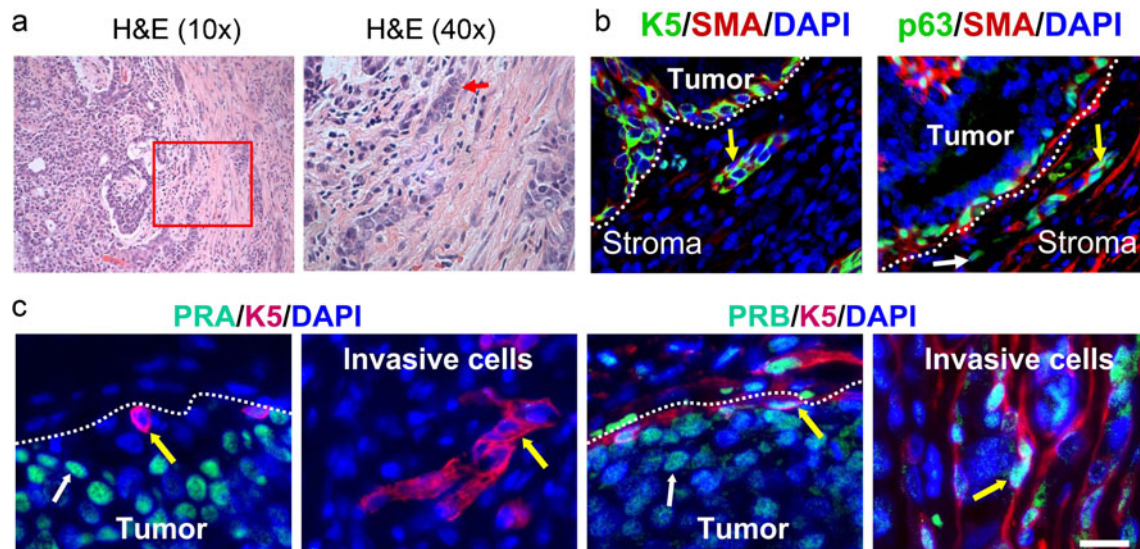 a
H&E (10x)
H&E (40x)
b
K5/SMA/DAPI
p63/SMA/DAPI
Tumor
Stroma
Tumor
Stroma
c
PRA/K5/DAPI
PRB/K5/DAPI
Tumor
Invasive cells
Tumor
Invasive cells